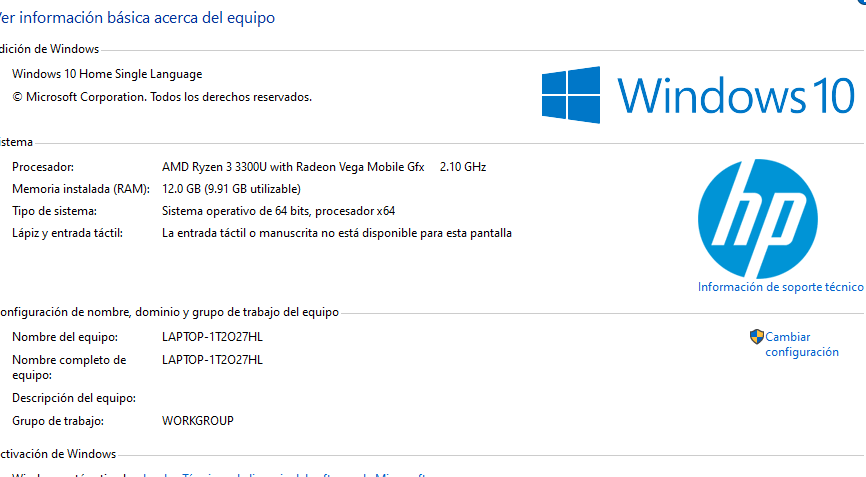 er información básica acerca del equipo
dición de Windows
Windows 10 Home Single Language
© Microsoft Corporation. Todos los derechos reservados.
Windows 10
istema
Procesador: AMD Ryzen 3 3300U with Radeon Vega Mobile Gfx 2.10 GHz
Memoria instalada (RAM): 12.0 GB (9.91 GB utilizable)
Tipo de sistema: Sistema operativo de 64 bits, procesador x64
Lápiz y entrada táctil: La entrada táctil o manuscrita no está disponible para esta pantalla
hp
Información de soporte técnico
onfiguración de nombre, dominio y grupo de trabajo del equipo
Nombre del equipo: LAPTOP-1T2O27HL
Cambiar
configuración
Nombre completo de
equipo: LAPTOP-1T2O27HL
Descripción del equipo:
Grupo de trabajo: WORKGROUP
ctivación de Windows